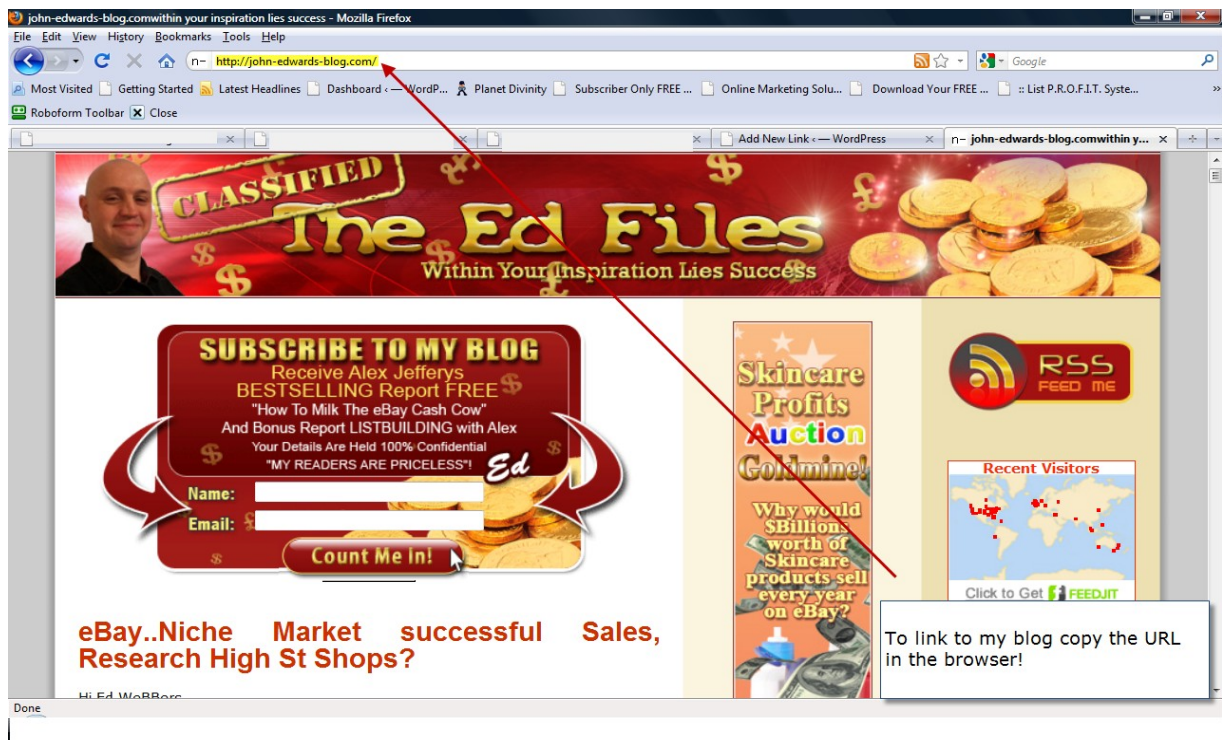 john-edwards-blog.comwithin your inspiration lies success - Mozilla Firefox
File Edit View History Bookmarks Tools Help
n- http://john-edwards-blog.com/ Google
Most Visited Getting Started Latest Headlines Dashboard ‹ — WordP... Planet Divinity Subscriber Only FREE ... Online Marketing Solu... Download Your FREE ... :: List P.R.O.F.I.T. Syste... »
Roboform Toolbar Close
Add New Link ‹ — WordPress n- john-edwards-blog.comwithin y...
CLASSIFIED
The Ed Files
Within Your Inspiration Lies Success
SUBSCRIBE TO MY BLOG
Receive Alex Jefferys
BESTSELLING Report FREE
"How To Milk The eBay Cash Cow"
And Bonus Report LISTBUILDING with Alex
Your Details Are Held 100% Confidential
"MY READERS ARE PRICELESS"!
Ed
Name:
Email:
Count Me In!
eBay..Niche Market successful Sales,
Research High St Shops?
Hi Ed WeBBers
Skincare
Profits
Auction
Goldmine!
Why would
$Billions
worth of
Skincare
products sell
every year
on eBay?
RSS
FEED ME
Recent Visitors
Click to Get FEEDJIT
To link to my blog copy the URL
in the browser!
Done